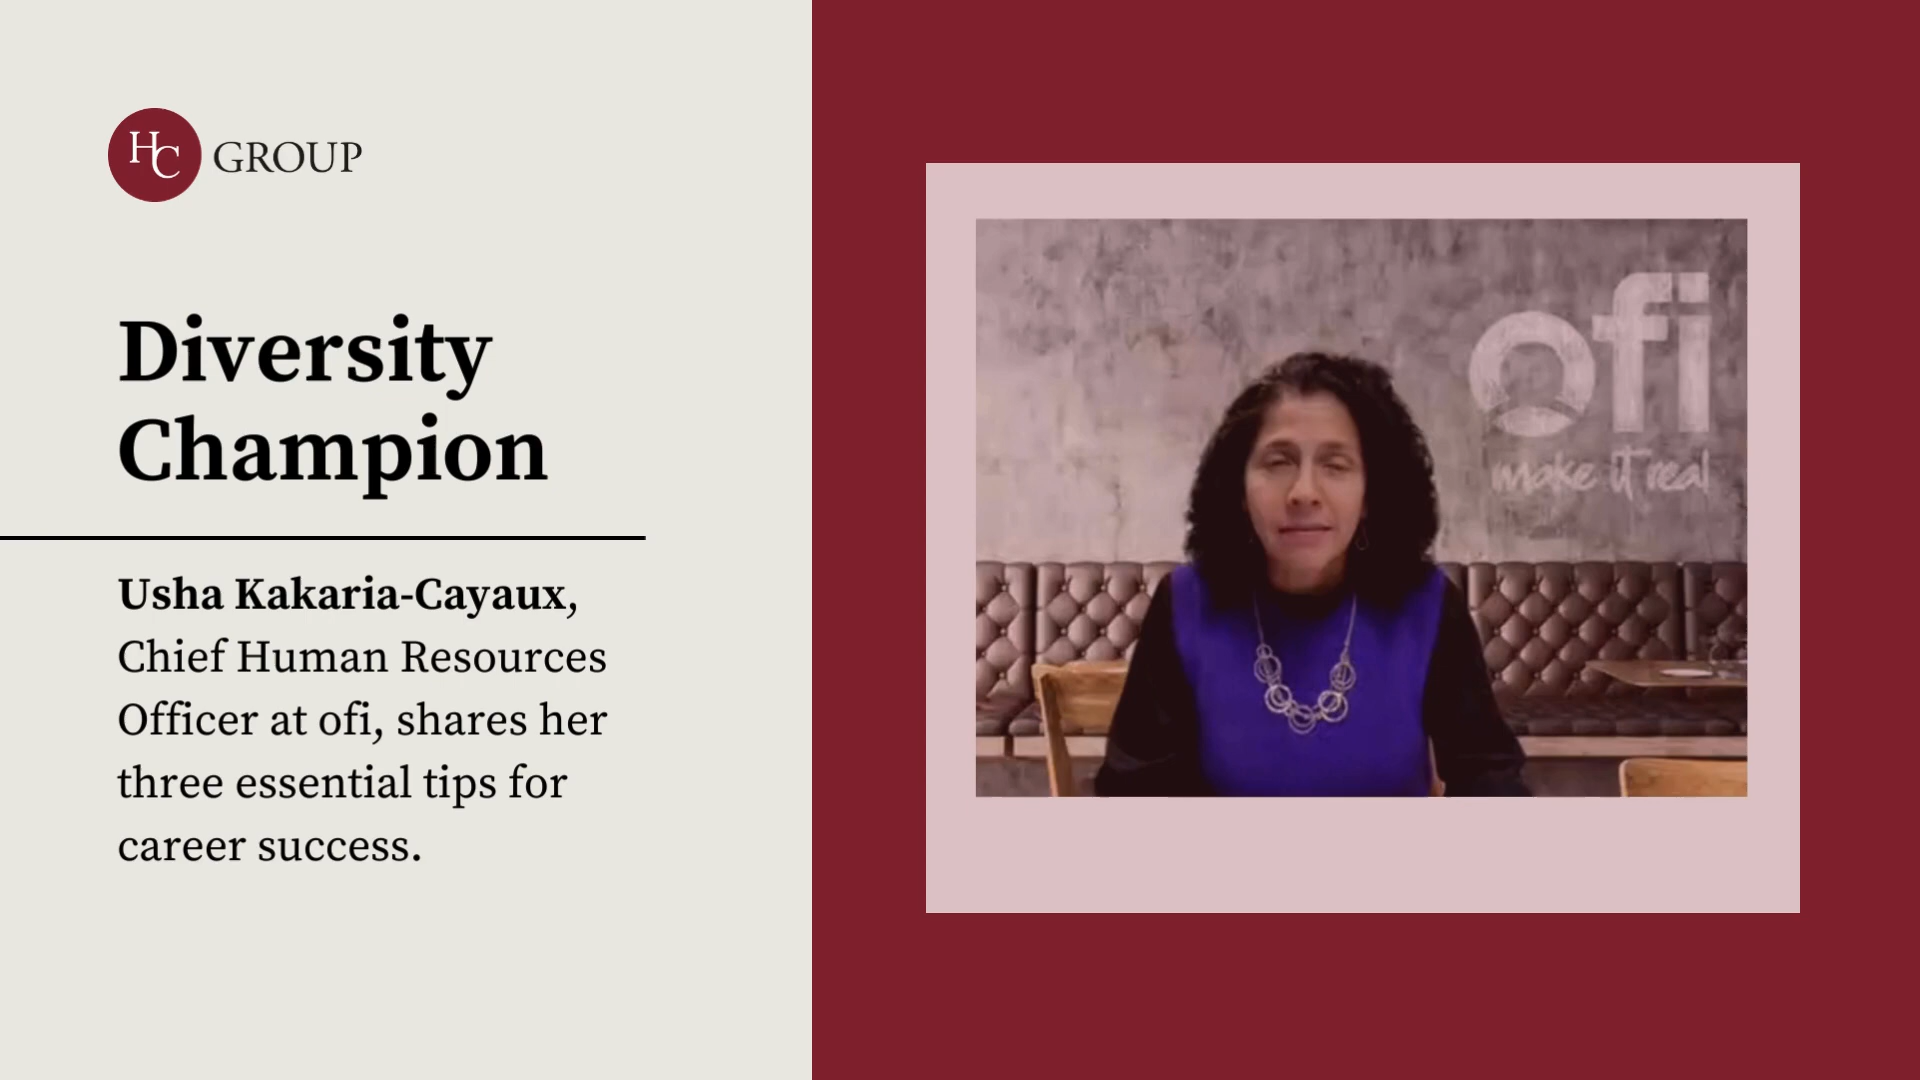 HC GROUP
Diversity
Champion
Usha Kakaria-Cayaux,
Chief Human Resources
Officer at ofi, shares her
three essential tips for
career success.
ofi
make it real